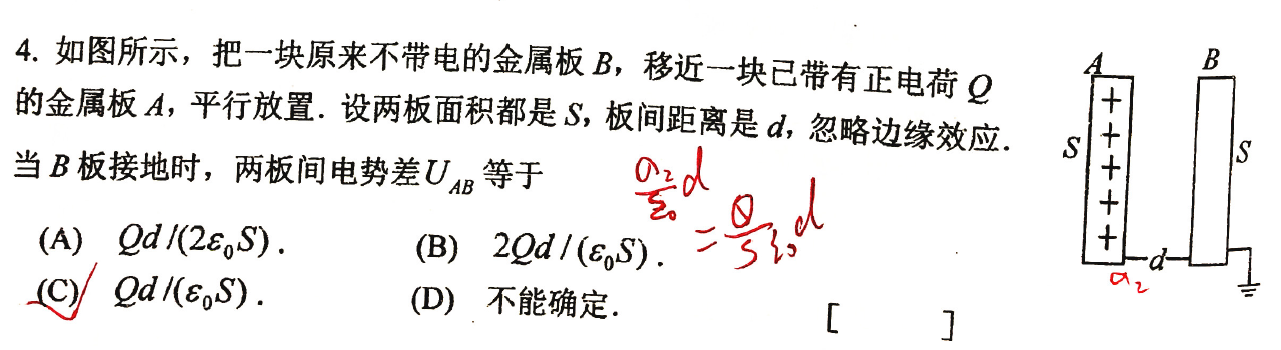 4. 如图所示，把一块原来不带电的金属板 B，移近一块已带有正电荷 Q
的金属板 A，平行放置．设两板面积都是 S，板间距离是 d，忽略边缘效应．
当 B 板接地时，两板间电势差 U_AB 等于
σ₂/ε₀ d = Q/(Sε₀) d
(A) Qd/(2ε₀S)．
(B) 2Qd/(ε₀S)．
(C) Qd/(ε₀S)．
(D) 不能确定．
[ ]
A B
S + + + + + S
d
σ₂